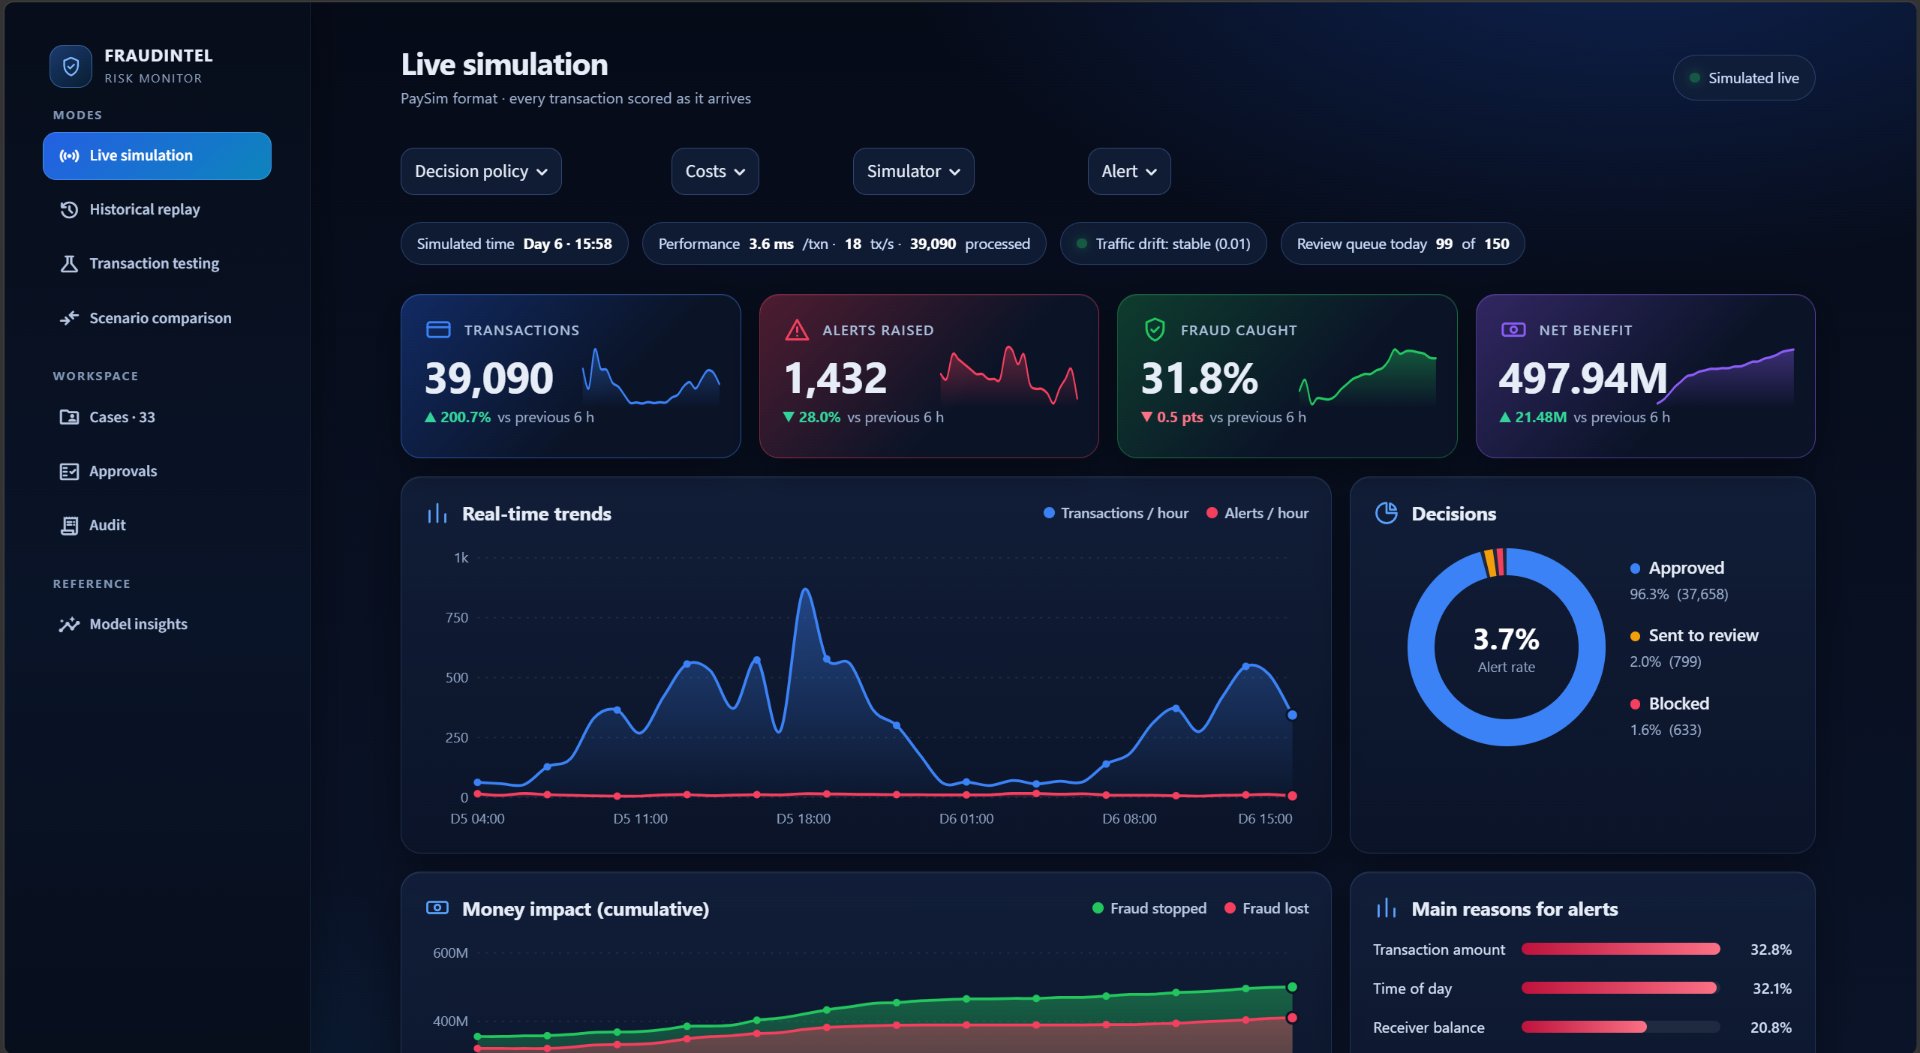 FRAUDINTEL
RISK MONITOR
MODES
Live simulation
Historical replay
Transaction testing
Scenario comparison
WORKSPACE
Cases · 33
Approvals
Audit
REFERENCE
Model insights
Live simulation
PaySim format · every transaction scored as it arrives
Simulated live
Decision policy
Costs
Simulator
Alert
Simulated time Day 6 · 15:58
Performance 3.6 ms /txn · 18 tx/s · 39,090 processed
Traffic drift: stable (0.01)
Review queue today 99 of 150
TRANSACTIONS
39,090
▲ 200.7% vs previous 6 h
ALERTS RAISED
1,432
▼ 28.0% vs previous 6 h
FRAUD CAUGHT
31.8%
▼ 0.5 pts vs previous 6 h
NET BENEFIT
497.94M
▲ 21.48M vs previous 6 h
Real-time trends
Transactions / hour
Alerts / hour
1k
750
500
250
0
D5 04:00
D5 11:00
D5 18:00
D6 01:00
D6 08:00
D6 15:00
Decisions
3.7%
Alert rate
Approved
96.3% (37,658)
Sent to review
2.0% (799)
Blocked
1.6% (633)
Money impact (cumulative)
Fraud stopped
Fraud lost
600M
400M
Main reasons for alerts
Transaction amount 32.8%
Time of day 32.1%
Receiver balance 20.8%